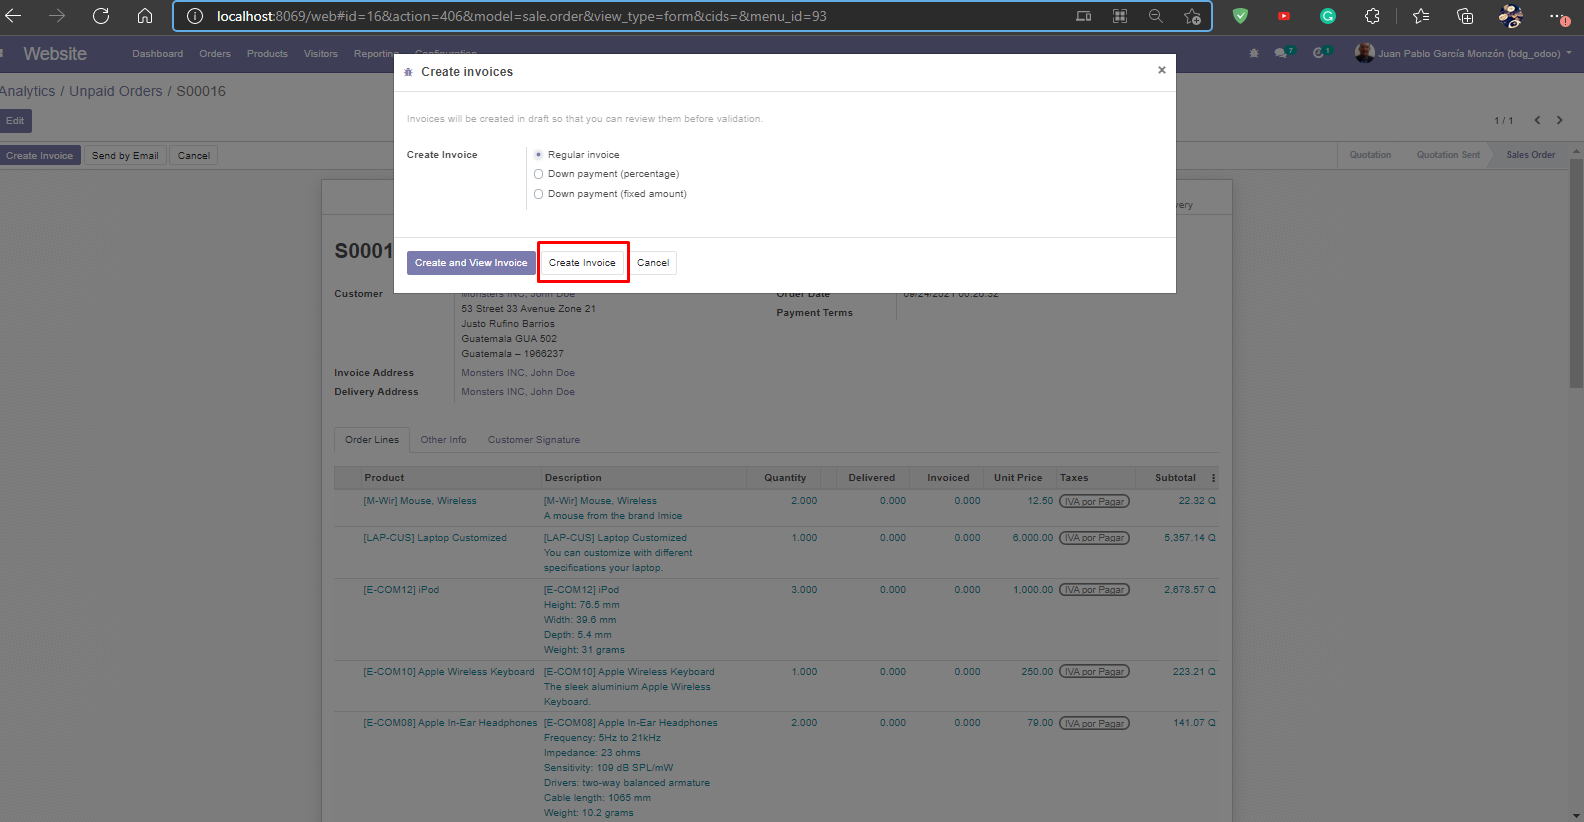 localhost:8069/web#id=16&action=406&model=sale.order&view_type=form&cids=&menu_id=93
Website
Dashboard Orders Products Visitors Reporting Configuration
7 1 Juan Pablo García Monzón (bdg_odoo)
Analytics / Unpaid Orders / S00016
Edit
1 / 1
Create Invoice Send by Email Cancel
Quotation Quotation Sent Sales Order
Create invoices
×
Invoices will be created in draft so that you can review them before validation.
Create Invoice
Regular invoice
Down payment (percentage)
Down payment (fixed amount)
Create and View Invoice Create Invoice Cancel
very
S0001
Customer Monsters INC, John Doe
53 Street 33 Avenue Zone 21
Justo Rufino Barrios
Guatemala GUA 502
Guatemala – 1966237
Order Date 09/24/2021 00:20:32
Payment Terms
Invoice Address Monsters INC, John Doe
Delivery Address Monsters INC, John Doe
Order Lines Other Info Customer Signature
Product Description Quantity Delivered Invoiced Unit Price Taxes Subtotal
[M-Wir] Mouse, Wireless [M-Wir] Mouse, Wireless 2.000 0.000 0.000 12.50 IVA por Pagar 22.32 Q
A mouse from the brand Imice
[LAP-CUS] Laptop Customized [LAP-CUS] Laptop Customized 1.000 0.000 0.000 6,000.00 IVA por Pagar 5,357.14 Q
You can customize with different
specifications your laptop.
[E-COM12] iPod [E-COM12] iPod 3.000 0.000 0.000 1,000.00 IVA por Pagar 2,678.57 Q
Height: 76.5 mm
Width: 39.6 mm
Depth: 5.4 mm
Weight: 31 grams
[E-COM10] Apple Wireless Keyboard [E-COM10] Apple Wireless Keyboard 1.000 0.000 0.000 250.00 IVA por Pagar 223.21 Q
The sleek aluminium Apple Wireless
Keyboard.
[E-COM08] Apple In-Ear Headphones [E-COM08] Apple In-Ear Headphones 2.000 0.000 0.000 79.00 IVA por Pagar 141.07 Q
Frequency: 5Hz to 21kHz
Impedance: 23 ohms
Sensitivity: 109 dB SPL/mW
Drivers: two-way balanced armature
Cable length: 1065 mm
Weight: 10.2 grams